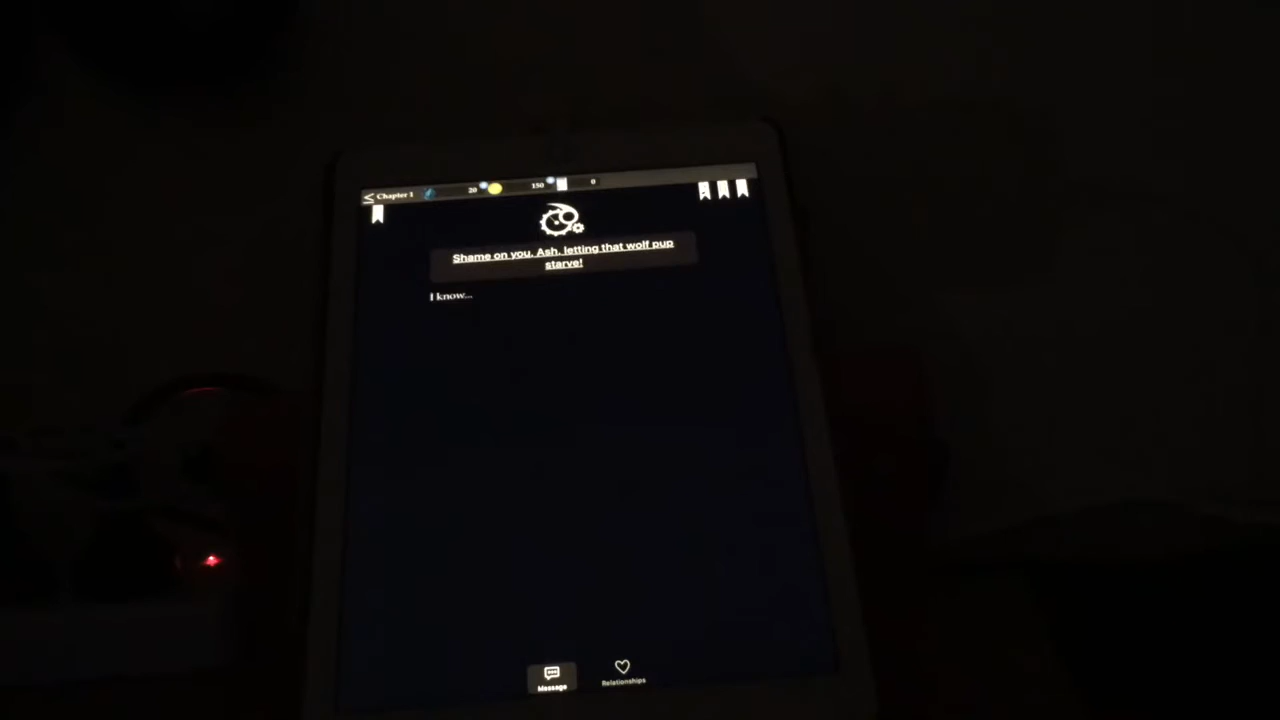 < Chapter 1 20 150 0
Shame on you, Ash, letting that wolf pup
starve!
I know...
Message Relationships